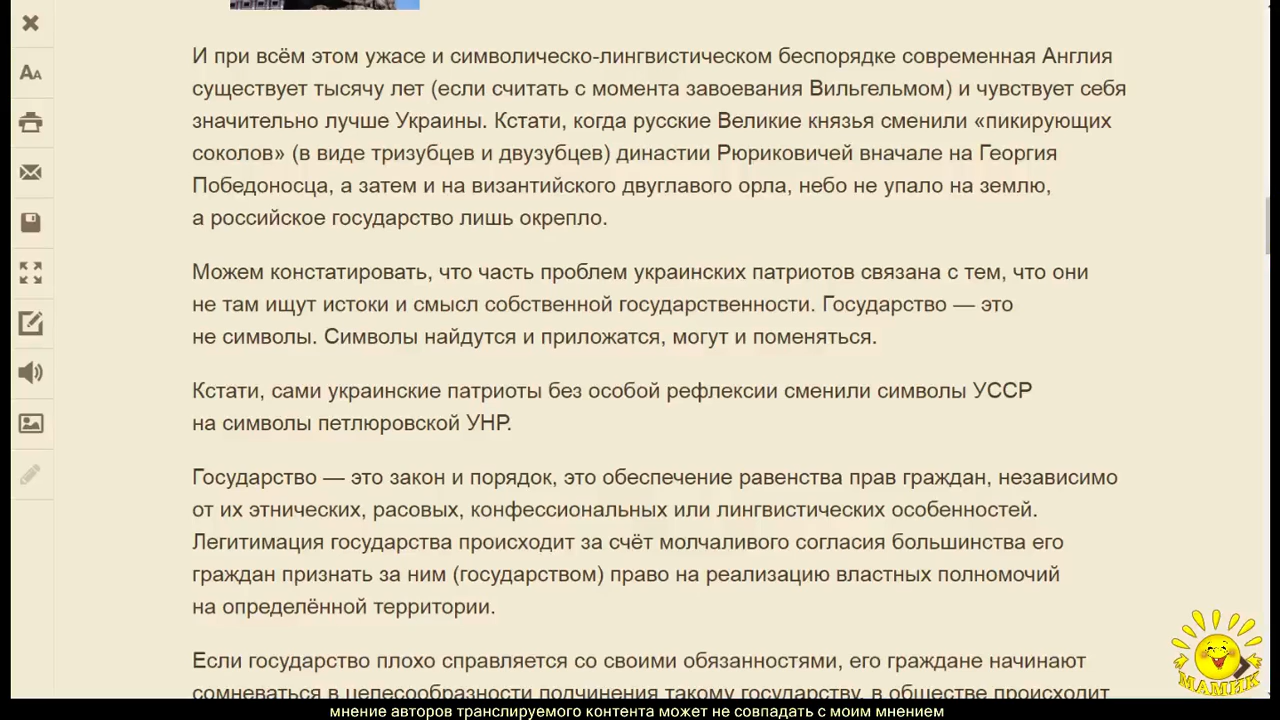 И при всём этом ужасе и символическо-лингвистическом беспорядке современная Англия
существует тысячу лет (если считать с момента завоевания Вильгельмом) и чувствует себя
значительно лучше Украины. Кстати, когда русские Великие князья сменили «пикирующих
соколов» (в виде тризубцев и двузубцев) династии Рюриковичей вначале на Георгия
Победоносца, а затем и на византийского двуглавого орла, небо не упало на землю,
а российское государство лишь окрепло.
Можем констатировать, что часть проблем украинских патриотов связана с тем, что они
не там ищут истоки и смысл собственной государственности. Государство — это
не символы. Символы найдутся и приложатся, могут и поменяться.
Кстати, сами украинские патриоты без особой рефлексии сменили символы УССР
на символы петлюровской УНР.
Государство — это закон и порядок, это обеспечение равенства прав граждан, независимо
от их этнических, расовых, конфессиональных или лингвистических особенностей.
Легитимация государства происходит за счёт молчаливого согласия большинства его
граждан признать за ним (государством) право на реализацию властных полномочий
на определённой территории.
Если государство плохо справляется со своими обязанностями, его граждане начинают
сомневаться в целесообразности подчинения такому государству, в обществе происходит
МАМИК
мнение авторов транслируемого контента может не совпадать с моим мнением